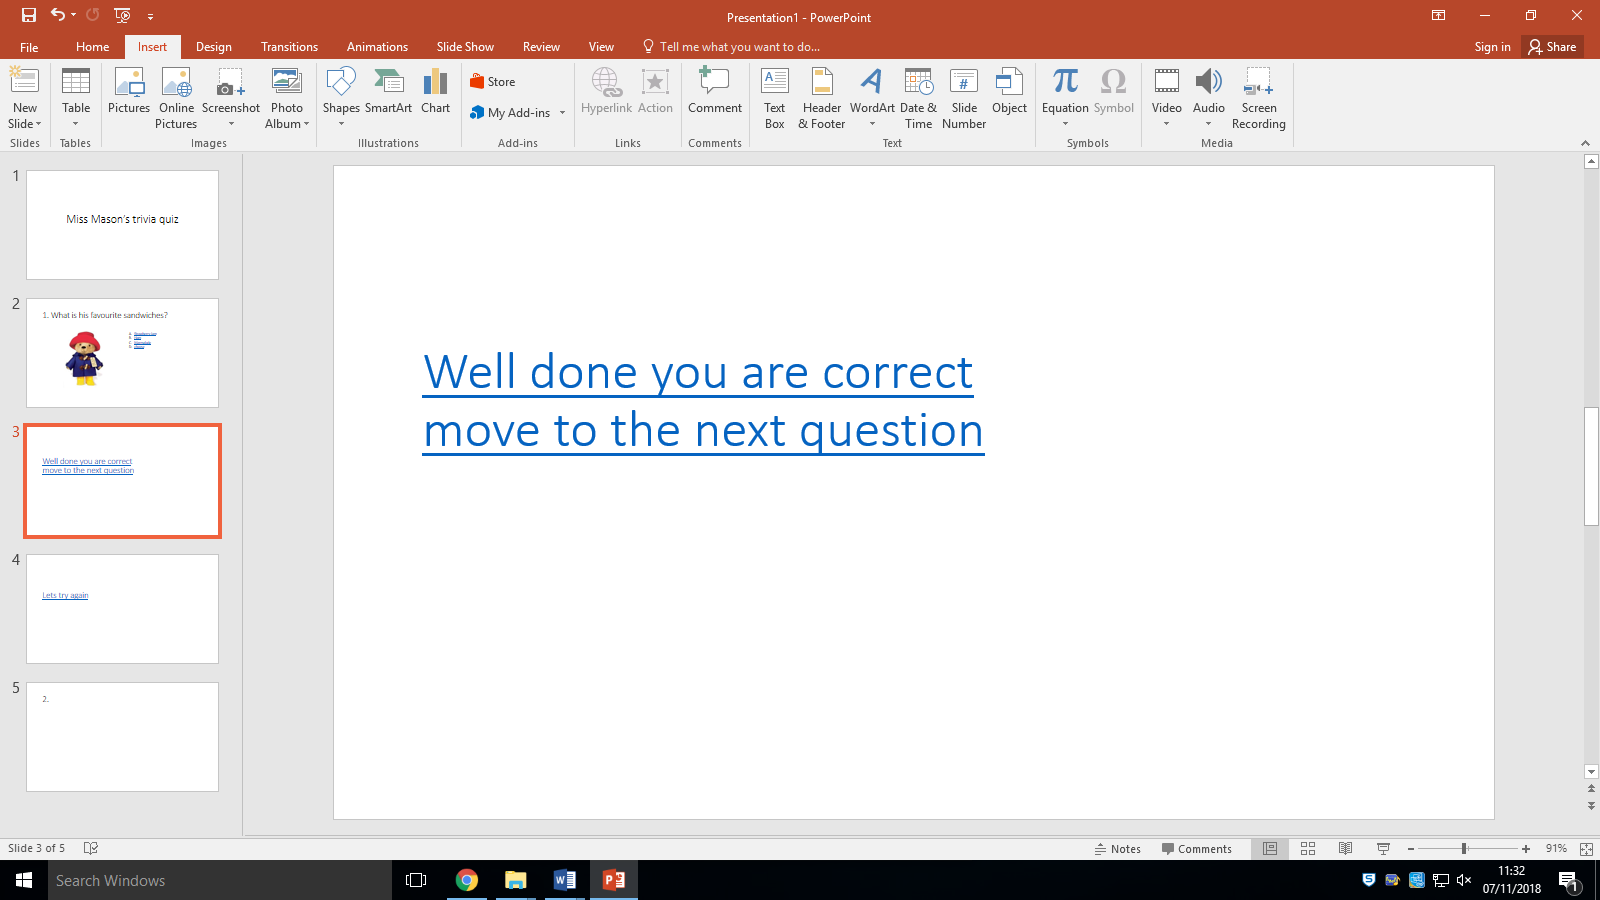 Presentation1 - PowerPoint
File Home Insert Design Transitions Animations Slide Show Review View Tell me what you want to do... Sign in Share
New Slide Table Pictures Online Pictures Screenshot Photo Album Shapes SmartArt Chart Store My Add-ins Hyperlink Action Comment Text Box Header & Footer WordArt Date & Time Slide Number Object Equation Symbol Video Audio Screen Recording
Slides Tables Images Illustrations Add-ins Links Comments Text Symbols Media
1
Miss Mason's trivia quiz
2
1. What is his favourite sandwiches?
3
Well done you are correct
move to the next question
4
Lets try again
5
2.
Well done you are correct
move to the next question
Slide 3 of 5 Notes Comments 91%
Search Windows
11:32
07/11/2018
1